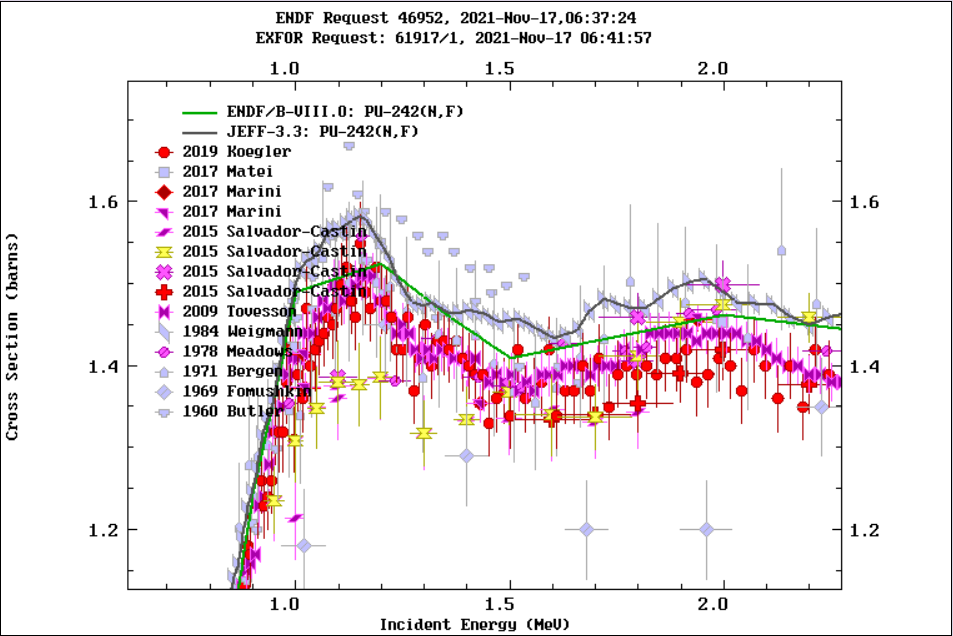 ENDF Request 46952, 2021-Nov-17,06:37:24
EXFOR Request: 61917/1, 2021-Nov-17 06:41:57
1.0 1.5 2.0
ENDF/B-VIII.0: PU-242(N,F)
JEFF-3.3: PU-242(N,F)
2019 Koegler
2017 Matei
2017 Marini
2017 Marini
2015 Salvador-Castin
2015 Salvador-Castin
2015 Salvador-Castin
2015 Salvador-Castin
2009 Tovesson
1984 Weigmann
1978 Meadows
1971 Bergen
1969 Fomushkin
1960 Butler
1.6 1.6
1.4 1.4
1.2 1.2
Cross Section (barns)
1.0 1.5 2.0
Incident Energy (MeV)